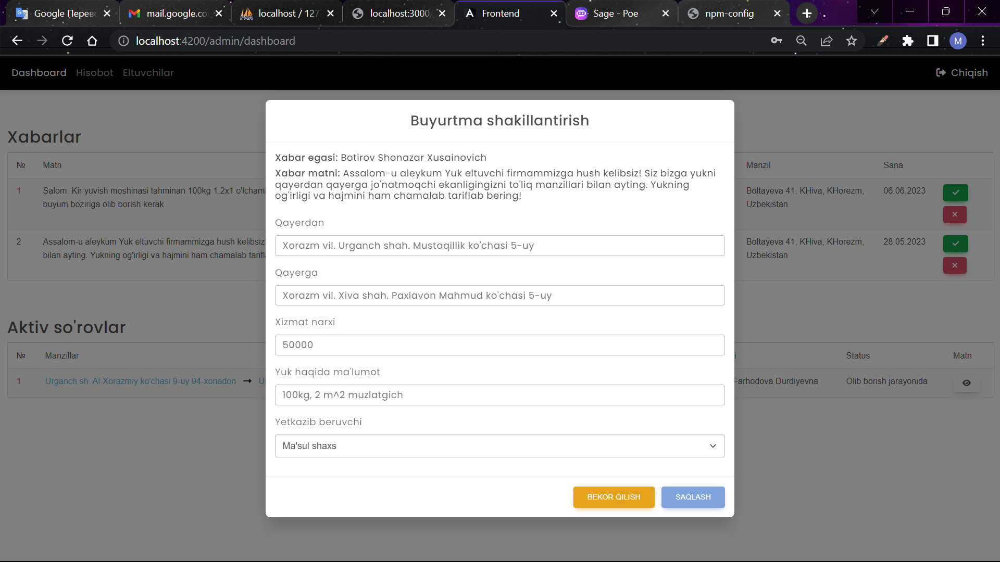 Google Перев
mail.google.co
localhost / 127
localhost:3000/
Frontend
Sage - Poe
npm-config
localhost:4200/admin/dashboard
M
Dashboard Hisobot Eltuvchilar
Chiqish
Xabarlar
№ Matn Manzil Sana
1 Salom. Kir yuvish moshinasi tahminan 100kg 1.2x1 o'lcham Boltayeva 41, KHiva, KHorezm, 06.06.2023
buyum boziriga olib borish kerak Uzbekistan
2 Assalom-u aleykum Yuk eltuvchi firmammizga hush kelibsiz Boltayeva 41, KHiva, KHorezm, 28.05.2023
bilan ayting. Yukning og'irligi va hajmini ham chamalab tarifl Uzbekistan
Aktiv so'rovlar
№ Manzillar i Status Matn
1 Urganch sh. Al-Xorazmiy ko'chasi 9-uy 94-xonadon → U Farhodova Durdiyevna Olib borish jarayonida
Buyurtma shakillantirish
Xabar egasi: Botirov Shonazar Xusainovich
Xabar matni: Assalom-u aleykum Yuk eltuvchi firmammizga hush kelibsiz! Siz bizga yukni
qayerdan qayerga jo'natmoqchi ekanligingizni to'liq manzillari bilan ayting. Yukning
og'irligi va hajmini ham chamalab tariflab bering!
Qayerdan
Xorazm vil. Urganch shah. Mustaqillik ko'chasi 5-uy
Qayerga
Xorazm vil. Xiva shah. Paxlavon Mahmud ko'chasi 5-uy
Xizmat narxi
50000
Yuk haqida ma'lumot
100kg, 2 m^2 muzlatgich
Yetkazib beruvchi
Ma'sul shaxs
BEKOR QILISH SAQLASH